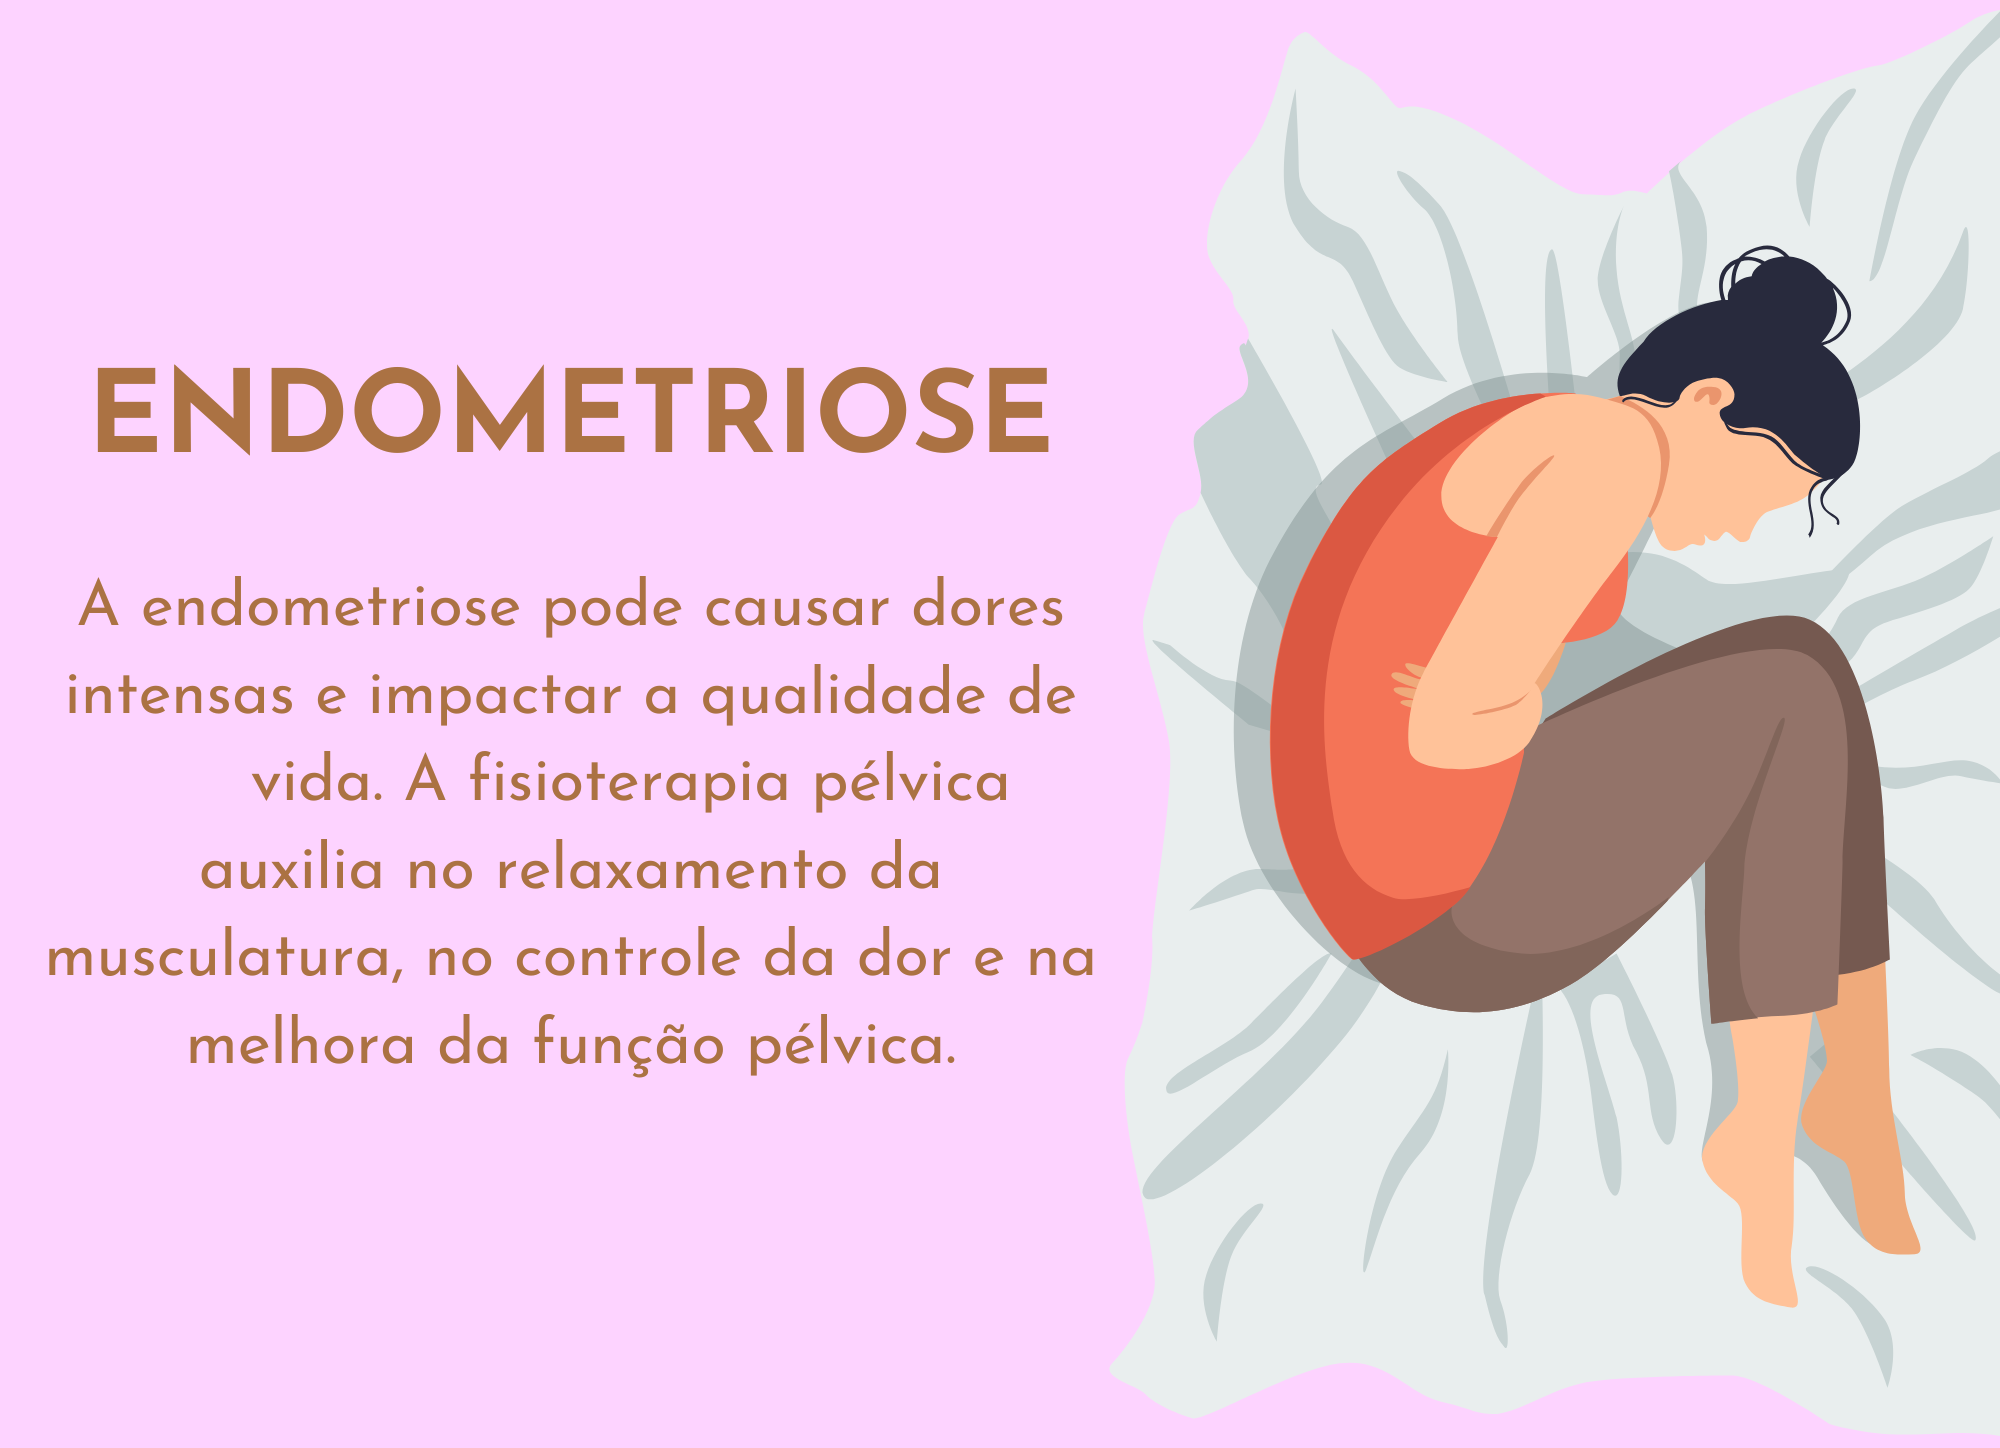 ENDOMETRIOSE
A endometriose pode causar dores
intensas e impactar a qualidade de
vida. A fisioterapia pélvica
auxilia no relaxamento da
musculatura, no controle da dor e na
melhora da função pélvica.